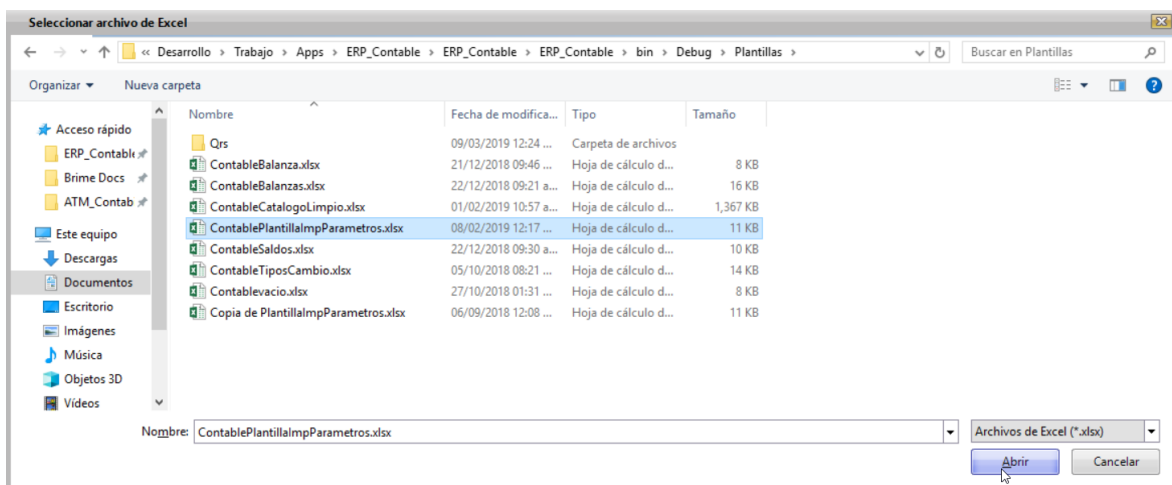 Seleccionar archivo de Excel
« Desarrollo > Trabajo > Apps > ERP_Contable > ERP_Contable > ERP_Contable > bin > Debug > Plantillas >
Buscar en Plantillas
Organizar
Nueva carpeta
Acceso rápido
ERP_Contable
Brime Docs
ATM_Contab
Este equipo
Descargas
Documentos
Escritorio
Imágenes
Música
Objetos 3D
Vídeos
Nombre Fecha de modifica... Tipo Tamaño
Qrs 09/03/2019 12:24 ... Carpeta de archivos
ContableBalanza.xlsx 21/12/2018 09:46 ... Hoja de cálculo d... 8 KB
ContableBalanzas.xlsx 22/12/2018 09:21 a... Hoja de cálculo d... 16 KB
ContableCatalogoLimpio.xlsx 01/02/2019 10:57 a... Hoja de cálculo d... 1,367 KB
ContablePlantillaImpParametros.xlsx 08/02/2019 12:17 ... Hoja de cálculo d... 11 KB
ContableSaldos.xlsx 22/12/2018 09:30 a... Hoja de cálculo d... 10 KB
ContableTiposCambio.xlsx 05/10/2018 08:21 ... Hoja de cálculo d... 14 KB
Contablevacio.xlsx 27/10/2018 01:31 ... Hoja de cálculo d... 8 KB
Copia de PlantillaImpParametros.xlsx 06/09/2018 12:08 ... Hoja de cálculo d... 11 KB
Nombre: ContablePlantillaImpParametros.xlsx
Archivos de Excel (*.xlsx)
Abrir
Cancelar